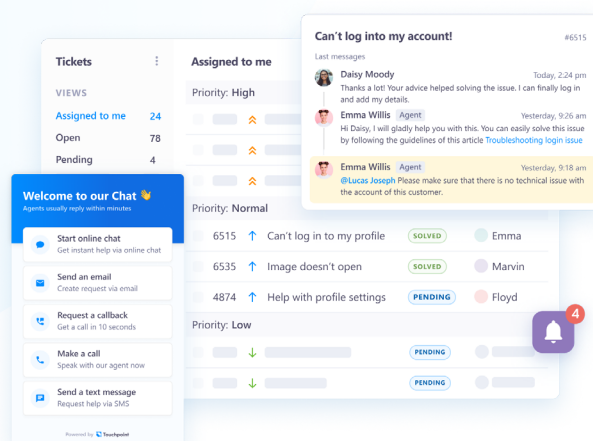 Tickets
VIEWS
Assigned to me 24
Open 78
Pending 4
Assigned to me
Priority: High
Priority: Normal
6515 Can't log in to my profile SOLVED Emma
6535 Image doesn't open SOLVED Marvin
4874 Help with profile settings PENDING Floyd
Priority: Low
PENDING
PENDING
Can't log into my account! #6515
Last messages
Daisy Moody Today, 2:24 pm
Thanks a lot! Your advice helped solving the issue. I can finally log in
and add my details.
Emma Willis Agent Yesterday, 9:26 am
Hi Daisy, I will gladly help you with this. You can easily solve this issue
by following the guidelines of this article Troubleshooting login issue
Emma Willis Agent Yesterday, 9:18 am
@Lucas Joseph Please make sure that there is no technical issue with
the account of this customer.
4
Welcome to our Chat 👋
Agents usually reply within minutes
Start online chat
Get instant help via online chat
Send an email
Create request via email
Request a callback
Get a call in 10 seconds
Make a call
Speak with our agent now
Send a text message
Request help via SMS
Powered by Touchpoint